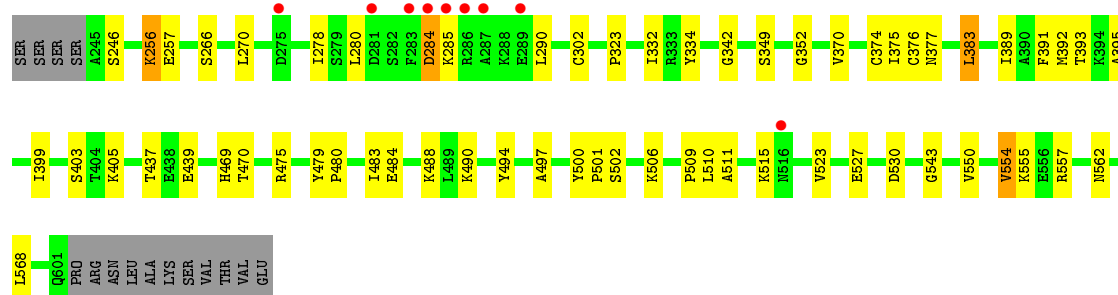 SER SER SER SER A245 S246 K256 E257 S266 L270 D275 I278 S279 L280 D281 S282 F283 D284 K285 R286 A287 K288 E289 L290 C302 P323 I332 R333 Y334 G342 S349 G352 V370 C374 I375 C376 N377 L383 I389 A390 F391 M392 T393 K394 A395
I399 S403 T404 K405 T437 E438 E439 H469 T470 R475 Y479 P480 I483 E484 K488 L489 K490 Y494 A497 Y500 P501 S502 K506 P509 L510 A511 K515 N516 V523 E527 D530 G543 V550 V554 K555 E556 R557 N562
L568 Q601 PRO ARG ASN LEU ALA LYS SER VAL THR VAL GLU